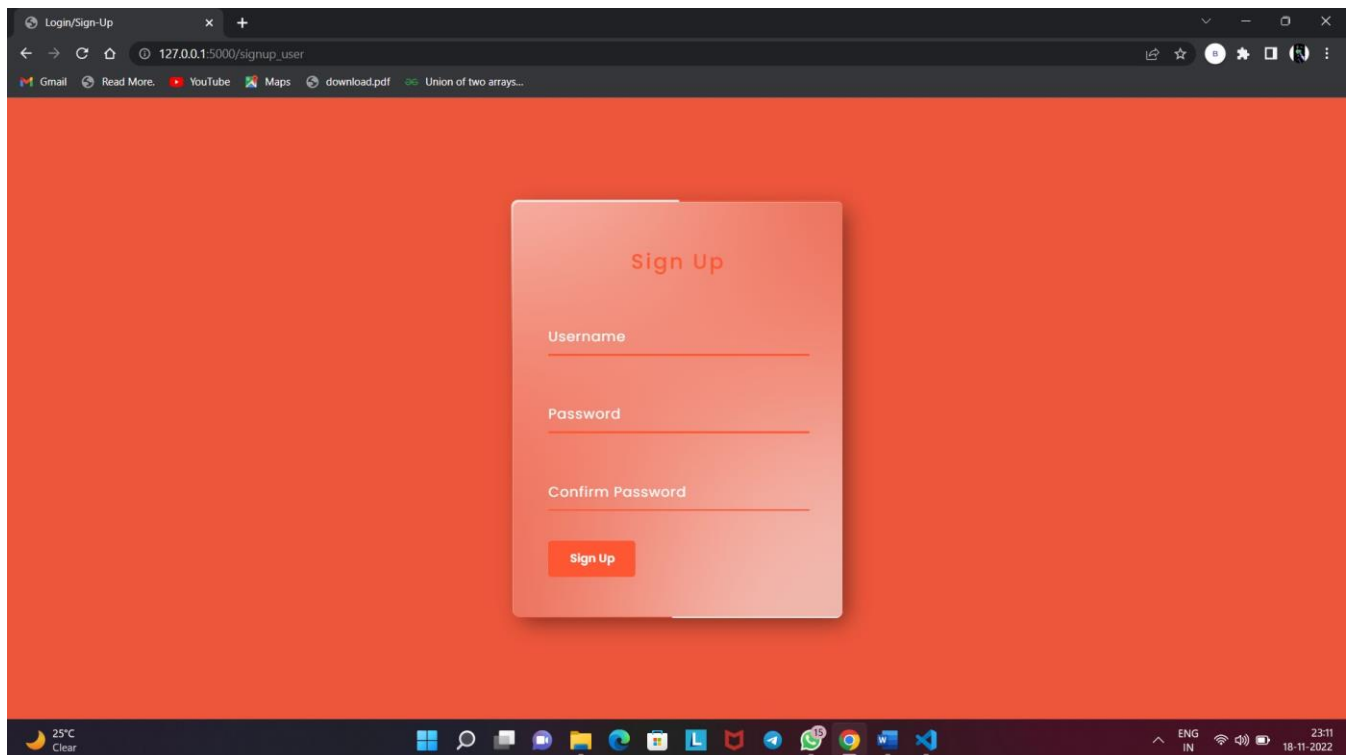 Login/Sign-Up
127.0.0.1:5000/signup_user
B
Gmail Read More. YouTube Maps download.pdf Union of two arrays...
Sign Up
Username
Password
Confirm Password
Sign Up
25°C
Clear
L
15
W
ENG
IN
23:11
18-11-2022